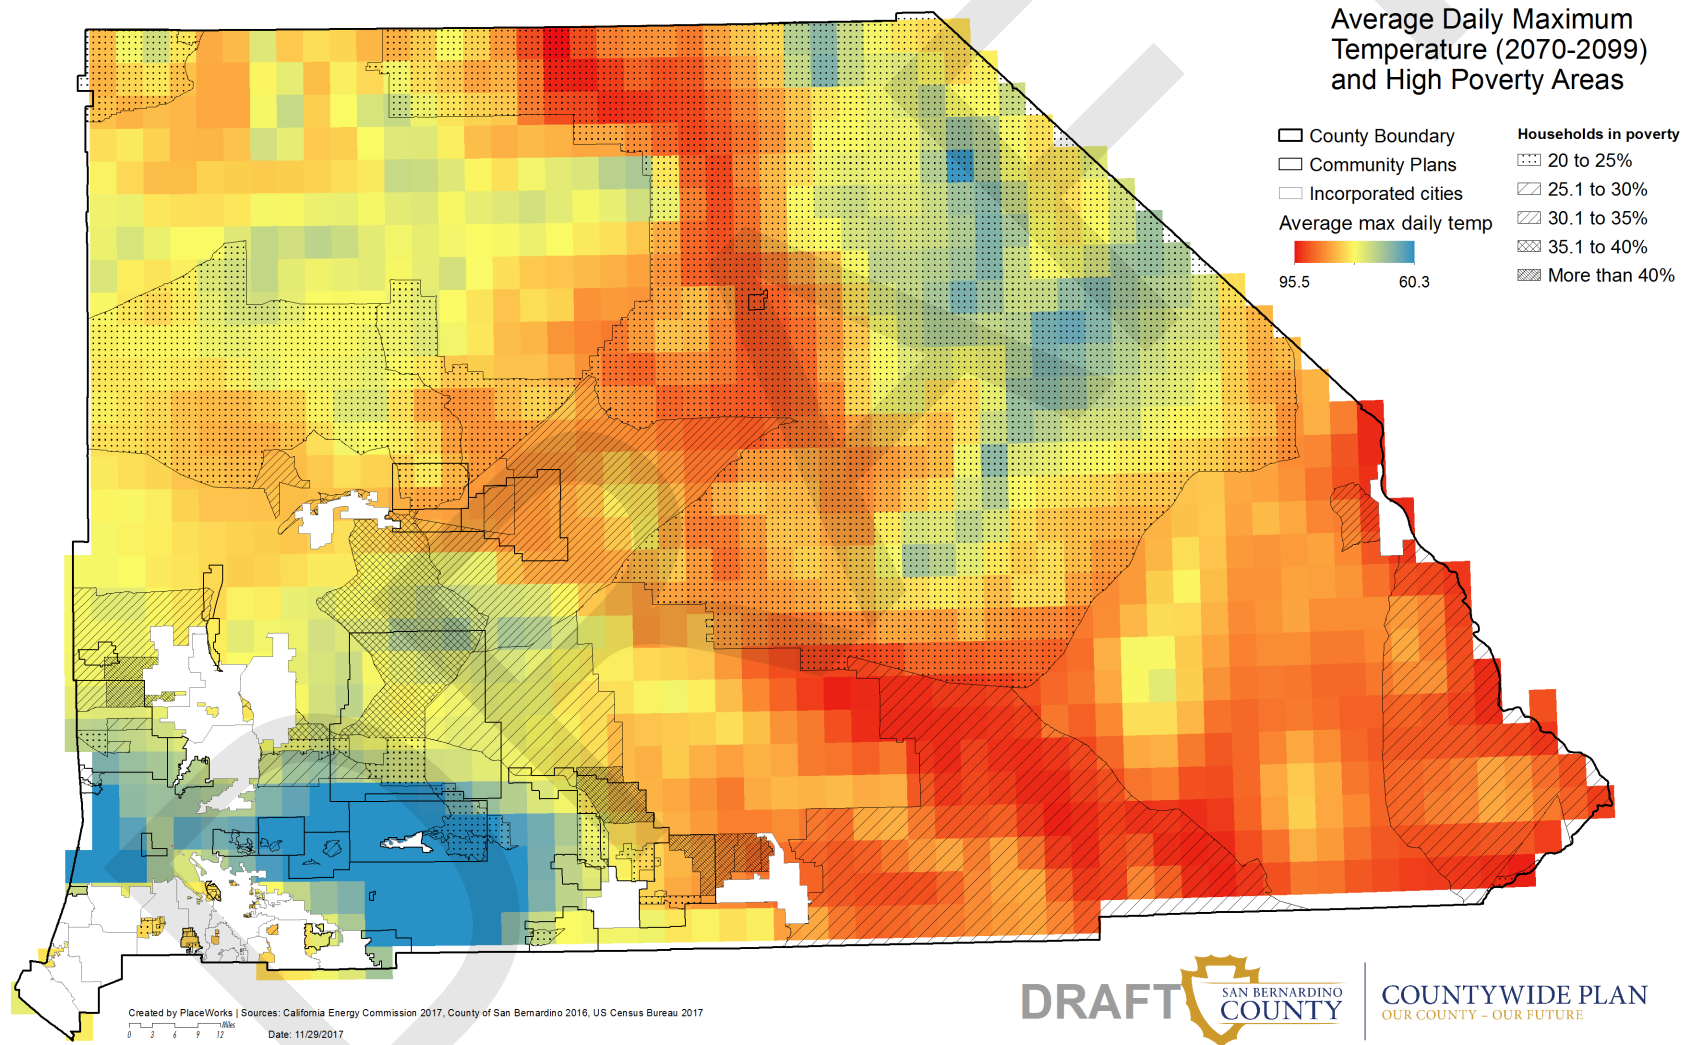 Average Daily Maximum
Temperature (2070-2099)
and High Poverty Areas
County Boundary
Community Plans
Incorporated cities
Average max daily temp
95.5 60.3
Households in poverty
20 to 25%
25.1 to 30%
30.1 to 35%
35.1 to 40%
More than 40%
Created by PlaceWorks | Sources: California Energy Commission 2017, County of San Bernardino 2016, US Census Bureau 2017
Miles
0 3 6 9 12
Date: 11/29/2017
DRAFT
SAN BERNARDINO
COUNTY
COUNTYWIDE PLAN
OUR COUNTY – OUR FUTURE